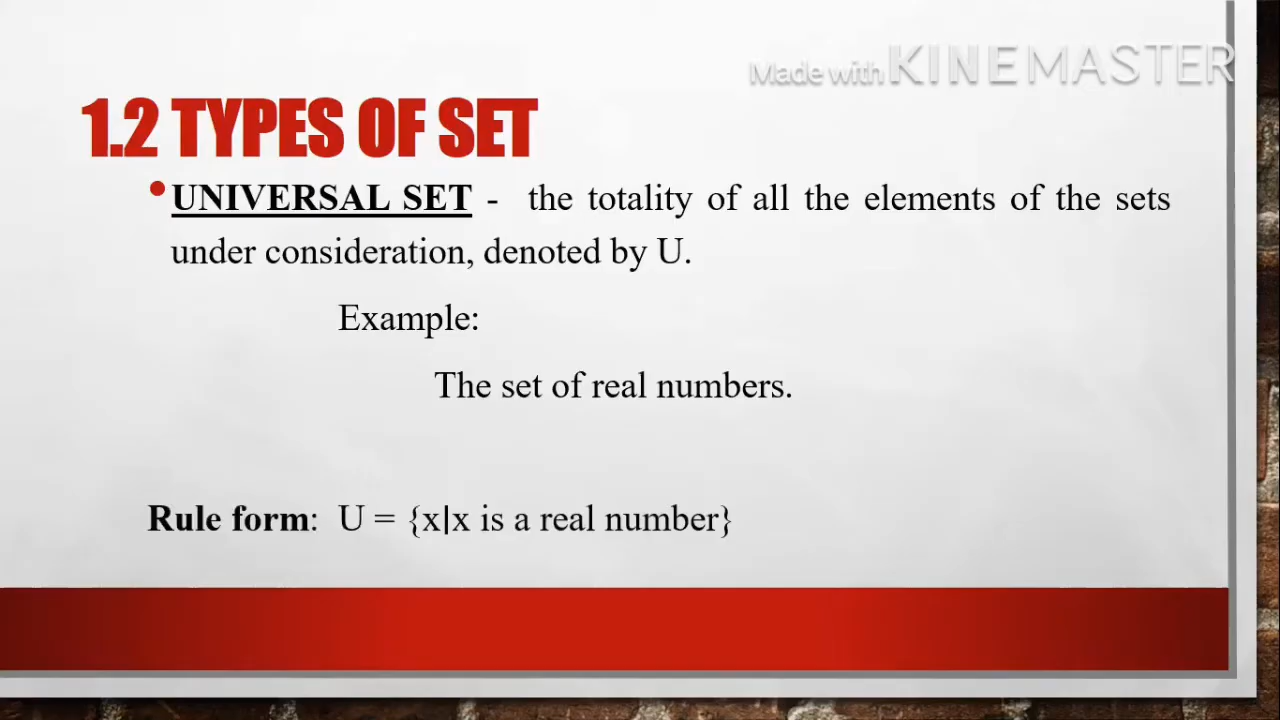 Made with KINEMASTER
1.2 TYPES OF SET
• UNIVERSAL SET - the totality of all the elements of the sets
under consideration, denoted by U.
Example:
The set of real numbers.
Rule form: U = {x|x is a real number}